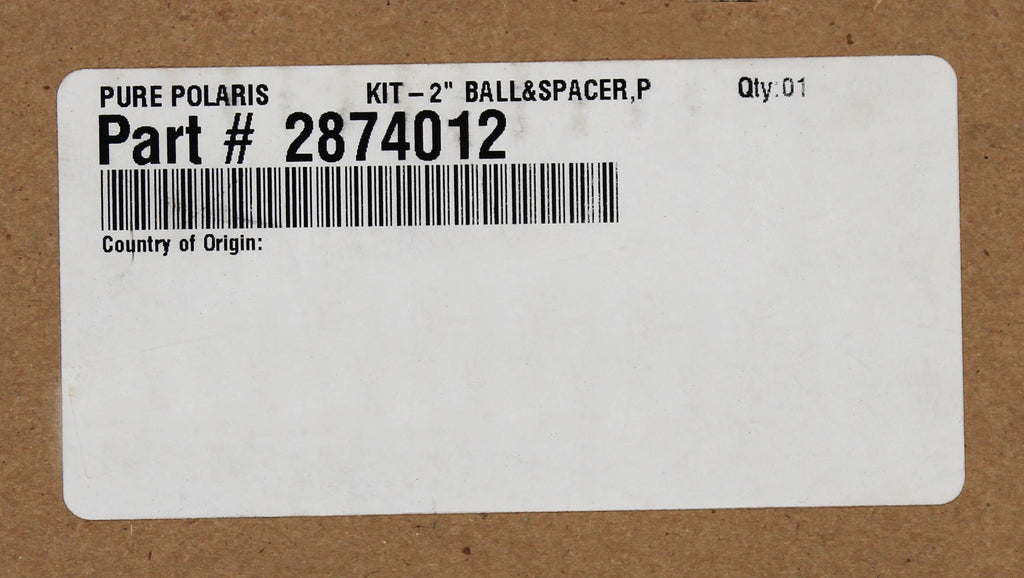 PURE POLARIS KIT-2" BALL&SPACER,P Qty:01
Part # 2874012
Country of Origin: